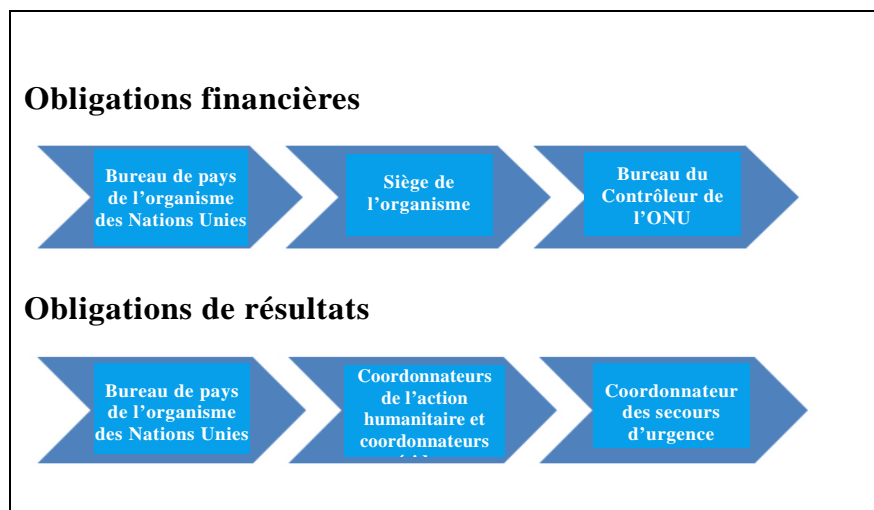 Obligations financières
Bureau de pays
de l’organisme
des Nations Unies
Siège de
l’organisme
Bureau du
Contrôleur de
l’ONU
Obligations de résultats
Bureau de pays
de l’organisme
des Nations Unies
Coordonnateurs
de l’action
humanitaire et
coordonnateurs
Coordonnateur
des secours
d’urgence